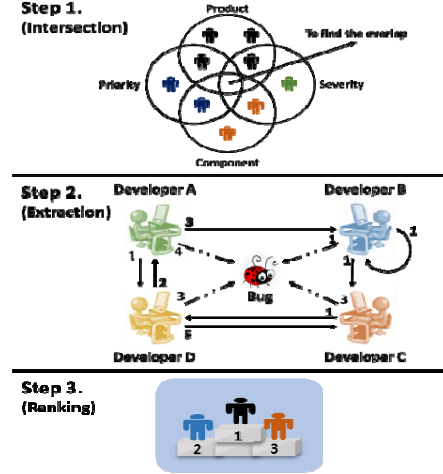 Step 1.
(Intersection)
Product
To find the overlap
Priority
Severity
Component
Step 2.
(Extraction)
Developer A
Developer B
3
1
4
1
1
1
2
Bug
3
3
1
5
Developer D
Developer C
Step 3.
(Ranking)
1
2
3